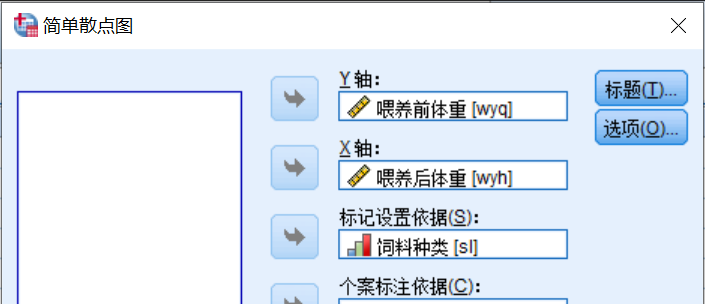 简单散点图
Y 轴:
喂养前体重 [wyq]
标题(T)...
选项(O)...
X 轴:
喂养后体重 [wyh]
标记设置依据(S):
饲料种类 [sl]
个案标注依据(C):